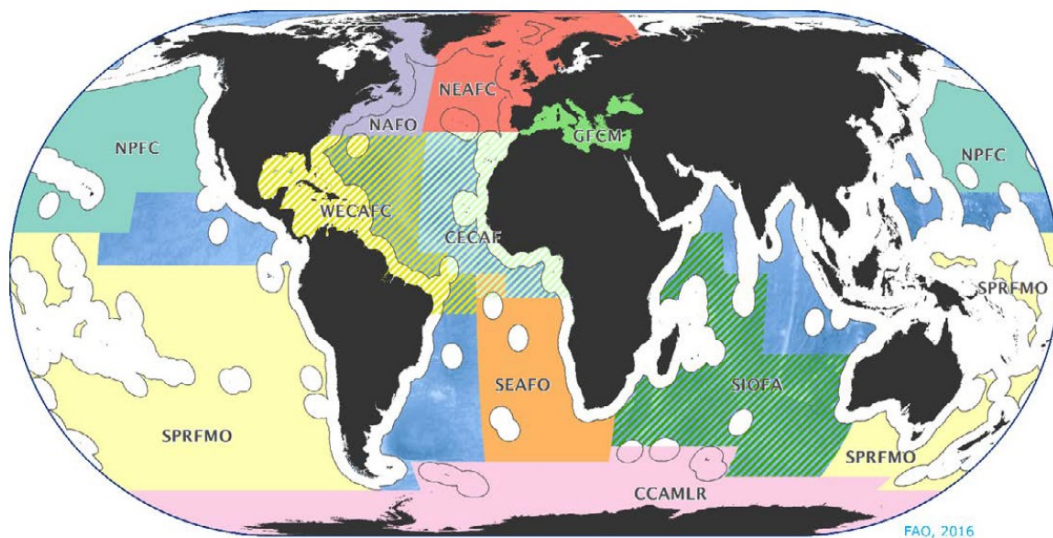 NEAFC
NAFO
GFCM
NPFC
NPFC
WECAFC
CECAF
SPRFMO
SEAFO
SIOFA
SPRFMO
SPRFMO
CCAMLR
FAO, 2016